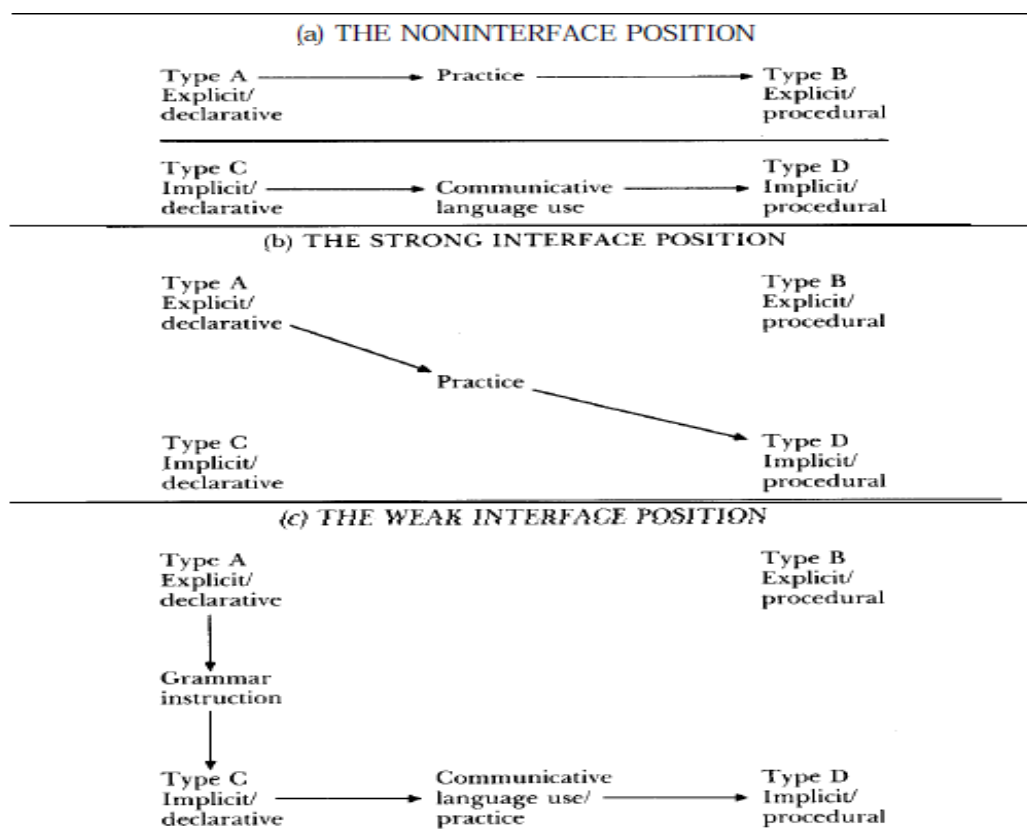 (a) THE NONINTERFACE POSITION
Type A Practice Type B
Explicit/ Explicit/
declarative procedural
Type C Type D
Implicit/ Communicative Implicit/
declarative language use procedural
(b) THE STRONG INTERFACE POSITION
Type A Type B
Explicit/ Explicit/
declarative procedural
Practice
Type C Type D
Implicit/ Implicit/
declarative procedural
(c) THE WEAK INTERFACE POSITION
Type A Type B
Explicit/ Explicit/
declarative procedural
Grammar
instruction
Type C Communicative Type D
Implicit/ language use/ Implicit/
declarative practice procedural